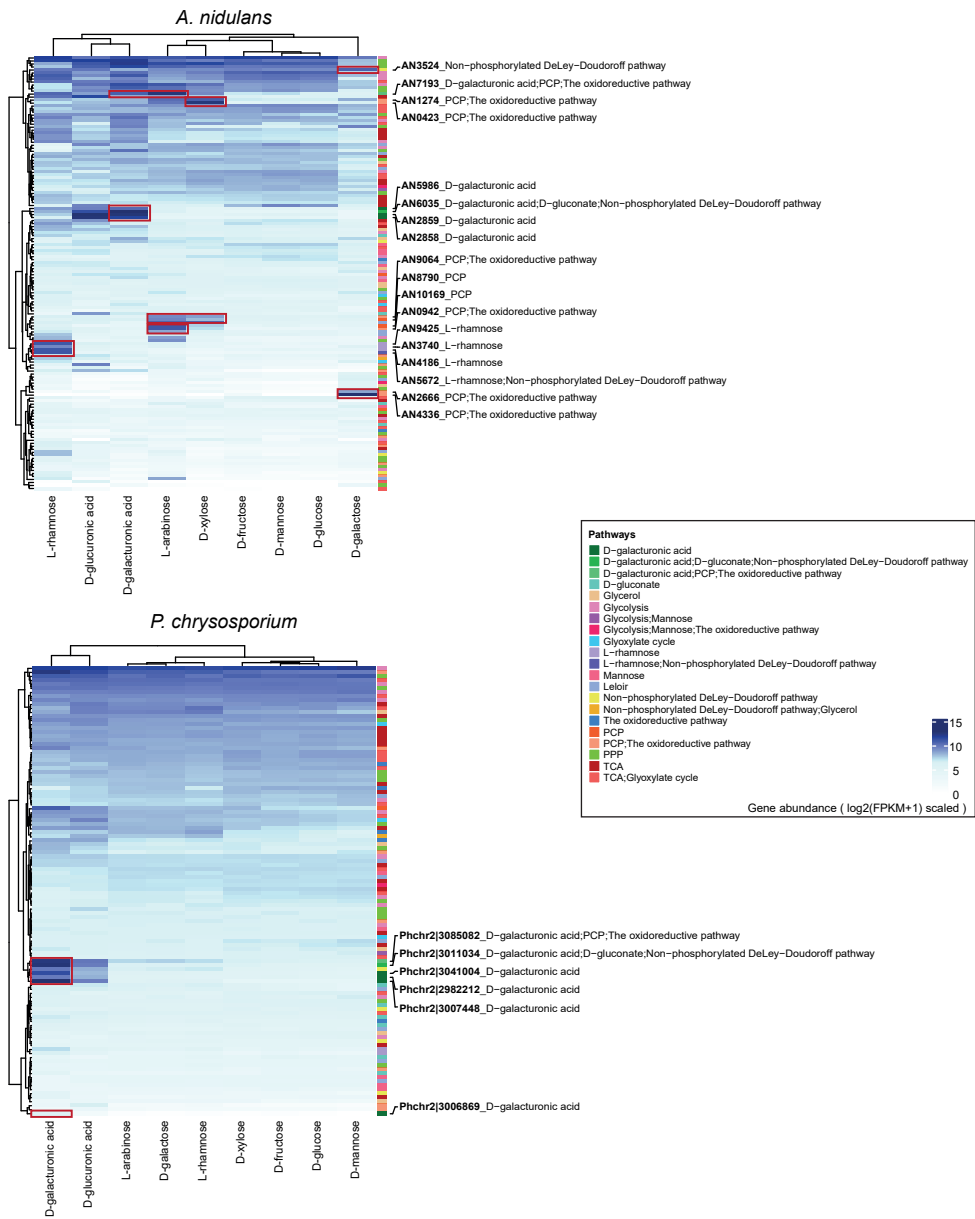 A. nidulans
AN3524_Non−phosphorylated DeLey−Doudoroff pathway
AN7193_D−galacturonic acid;PCP;The oxidoreductive pathway
AN1274_PCP;The oxidoreductive pathway
AN0423_PCP;The oxidoreductive pathway
AN5986_D−galacturonic acid
AN6035_D−galacturonic acid;D−gluconate;Non−phosphorylated DeLey−Doudoroff pathway
AN2859_D−galacturonic acid
AN2858_D−galacturonic acid
AN9064_PCP;The oxidoreductive pathway
AN8790_PCP
AN10169_PCP
AN0942_PCP;The oxidoreductive pathway
AN9425_L−rhamnose
AN3740_L−rhamnose
AN4186_L−rhamnose
AN5672_L−rhamnose;Non−phosphorylated DeLey−Doudoroff pathway
AN2666_PCP;The oxidoreductive pathway
AN4336_PCP;The oxidoreductive pathway
L-rhamnose
D-glucuronic acid
D-galacturonic acid
L-arabinose
D-xylose
D-fructose
D-mannose
D-glucose
D-galactose
Pathways
D−galacturonic acid
D−galacturonic acid;D−gluconate;Non−phosphorylated DeLey−Doudoroff pathway
D−galacturonic acid;PCP;The oxidoreductive pathway
D−gluconate
Glycerol
Glycolysis
Glycolysis;Mannose
Glycolysis;Mannose;The oxidoreductive pathway
Glyoxylate cycle
L−rhamnose
L−rhamnose;Non−phosphorylated DeLey−Doudoroff pathway
Mannose
Leloir
Non−phosphorylated DeLey−Doudoroff pathway
Non−phosphorylated DeLey−Doudoroff pathway;Glycerol
The oxidoreductive pathway
PCP
PCP;The oxidoreductive pathway
PPP
TCA
TCA;Glyoxylate cycle
15
10
5
0
Gene abundance ( log2(FPKM+1) scaled )
P. chrysosporium
Phchr2|3085082_D−galacturonic acid;PCP;The oxidoreductive pathway
Phchr2|3011034_D−galacturonic acid;D−gluconate;Non−phosphorylated DeLey−Doudoroff pathway
Phchr2|3041004_D−galacturonic acid
Phchr2|2982212_D−galacturonic acid
Phchr2|3007448_D−galacturonic acid
Phchr2|3006869_D−galacturonic acid
D-galacturonic acid
D-glucuronic acid
L-arabinose
D-galactose
L-rhamnose
D-xylose
D-fructose
D-glucose
D-mannose